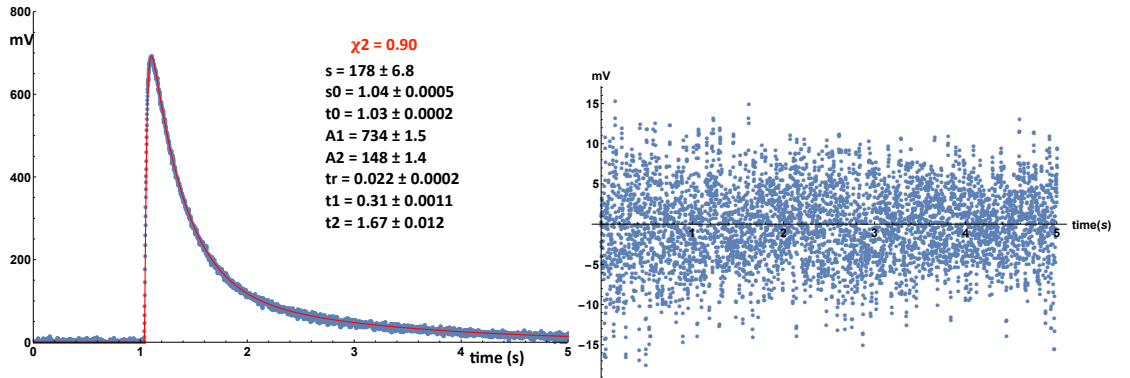 800
mV
600
400
200
0
0
1
2
3
4
5
time (s)
χ2 = 0.90
s = 178 ± 6.8
s0 = 1.04 ± 0.0005
t0 = 1.03 ± 0.0002
A1 = 734 ± 1.5
A2 = 148 ± 1.4
tr = 0.022 ± 0.0002
t1 = 0.31 ± 0.0011
t2 = 1.67 ± 0.012
mV
15
10
5
-5
-10
-15
1
2
3
4
5
time(s)